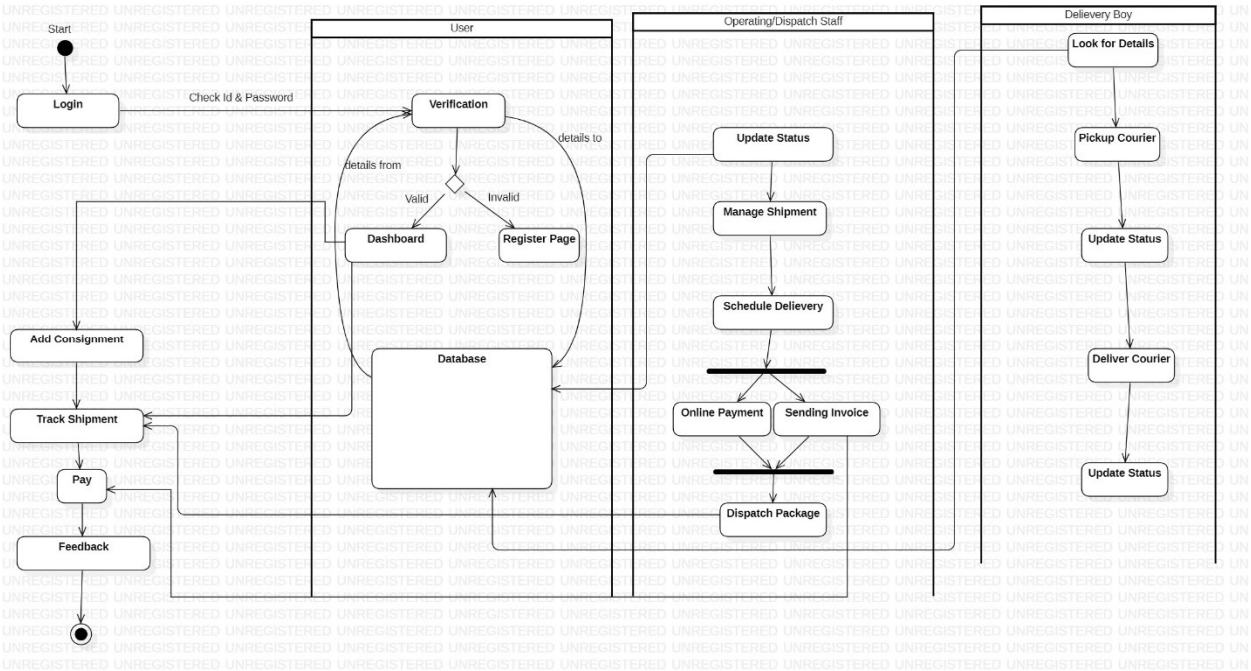 Start
Login
Check Id & Password
Add Consignment
Track Shipment
Pay
Feedback
User
Verification
details to
details from
Valid
Invalid
Dashboard
Register Page
Database
Operating/Dispatch Staff
Update Status
Manage Shipment
Schedule Delievery
Online Payment
Sending Invoice
Dispatch Package
Delievery Boy
Look for Details
Pickup Courier
Update Status
Deliver Courier
Update Status
UNREGISTERED